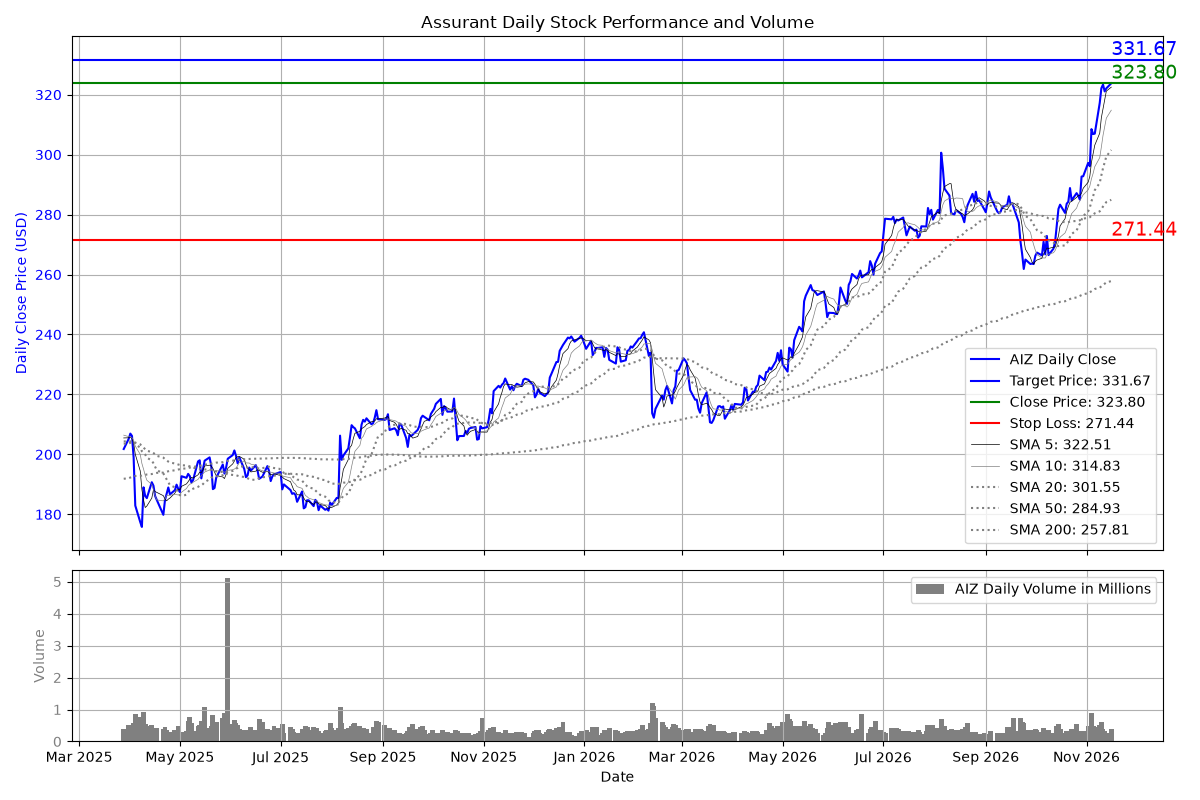 Assurant Daily Stock Performance and Volume
331.67
323.80
271.44
Daily Close Price (USD)
320
300
280
260
240
220
200
180
AIZ Daily Close
Target Price: 331.67
Close Price: 323.80
Stop Loss: 271.44
SMA 5: 322.51
SMA 10: 314.83
SMA 20: 301.55
SMA 50: 284.93
SMA 200: 257.81
Volume
5
4
3
2
1
0
AIZ Daily Volume in Millions
Mar 2025 May 2025 Jul 2025 Sep 2025 Nov 2025 Jan 2026 Mar 2026 May 2026 Jul 2026 Sep 2026 Nov 2026
Date